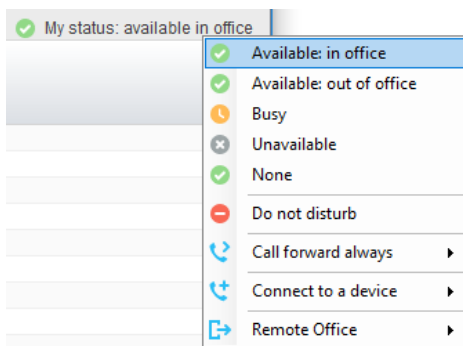 My status: available in office
Available: in office
Available: out of office
Busy
Unavailable
None
Do not disturb
Call forward always
Connect to a device
Remote Office